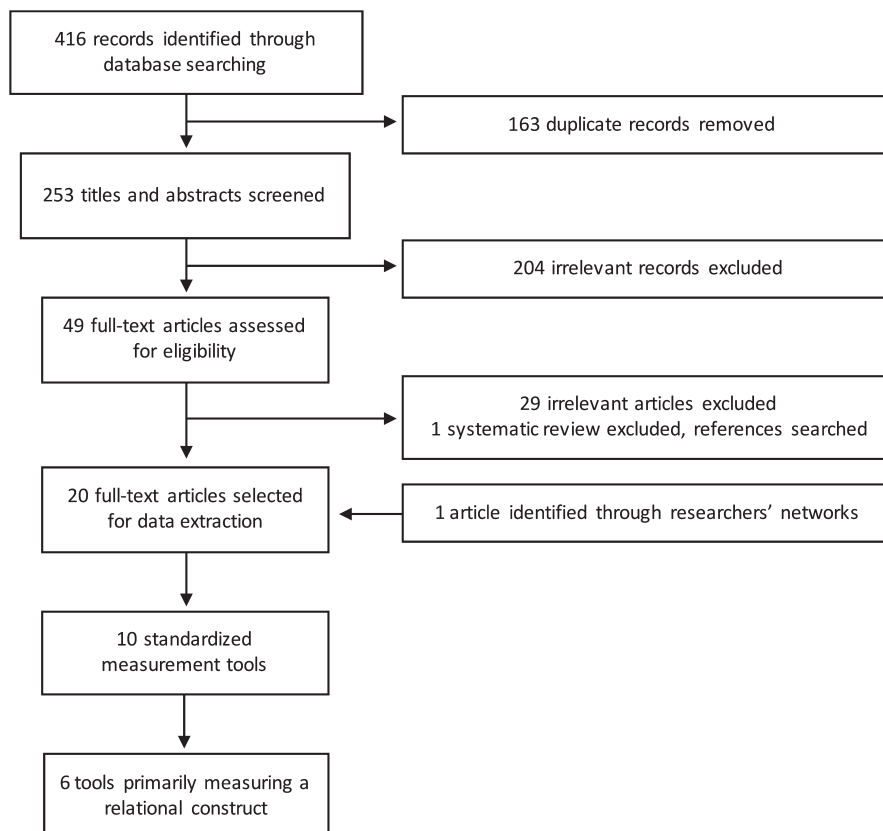 416 records identified through
database searching
163 duplicate records removed
253 titles and abstracts screened
204 irrelevant records excluded
49 full-text articles assessed
for eligibility
29 irrelevant articles excluded
1 systematic review excluded, references searched
20 full-text articles selected
for data extraction
1 article identified through researchers’ networks
10 standardized
measurement tools
6 tools primarily measuring a
relational construct